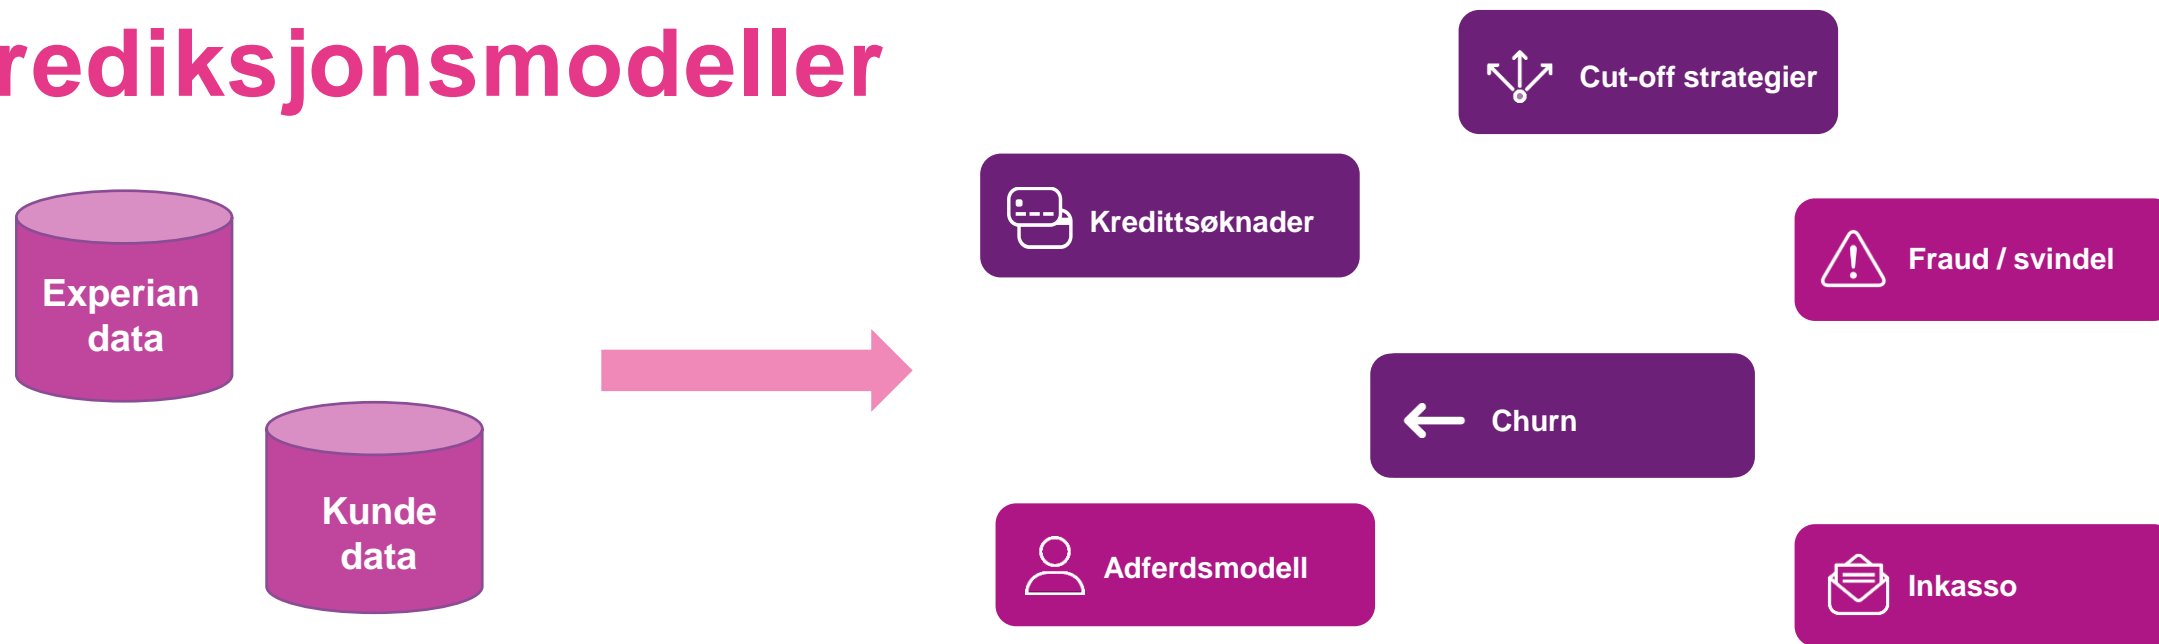 rediksjonsmodeller
Cut-off strategier
Kredittsøknader
Fraud / svindel
Experian
data
Churn
Kunde
data
Adferdsmodell
Inkasso